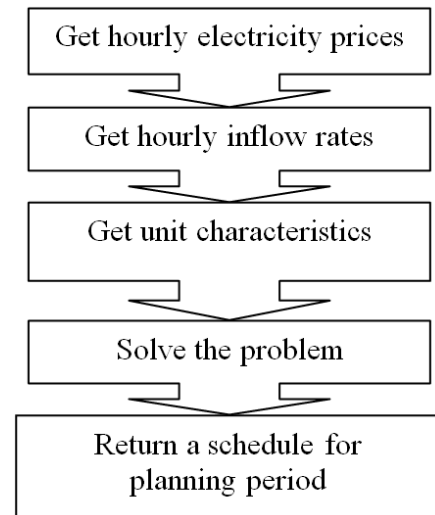 Get hourly electricity prices
Get hourly inflow rates
Get unit characteristics
Solve the problem
Return a schedule for
planning period